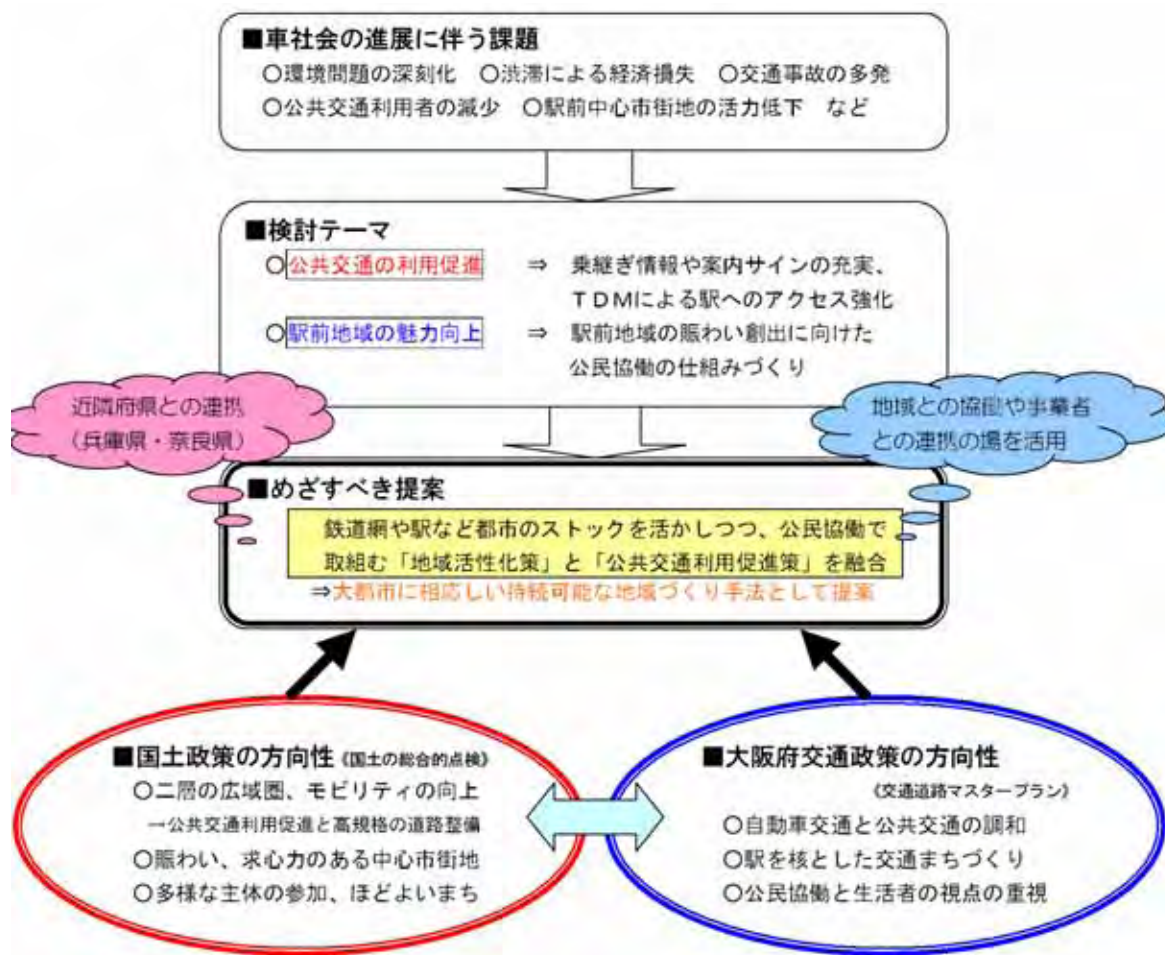 ■車社会の進展に伴う課題
○環境問題の深刻化　○渋滞による経済損失　○交通事故の多発
○公共交通利用者の減少　○駅前中心市街地の活力低下　など
■検討テーマ
○公共交通の利用促進　⇒　乗継ぎ情報や案内サインの充実、
ＴＤＭによる駅へのアクセス強化
○駅前地域の魅力向上　⇒　駅前地域の賑わい創出に向けた
公民協働の仕組みづくり
近隣府県との連携
（兵庫県・奈良県）
地域との協働や事業者
との連携の場を活用
■めざすべき提案
鉄道網や駅など都市のストックを活かしつつ、公民協働で
取組む「地域活性化策」と「公共交通利用促進策」を融合
⇒大都市に相応しい持続可能な地域づくり手法として提案
■国土政策の方向性《国土の総合的点検》
○二層の広域圏、モビリティの向上
→公共交通利用促進と高規格の道路整備
○賑わい、求心力のある中心市街地
○多様な主体の参加、ほどよいまち
■大阪府交通政策の方向性
《交通道路マスタープラン》
○自動車交通と公共交通の調和
○駅を核とした交通まちづくり
○公民協働と生活者の視点の重視